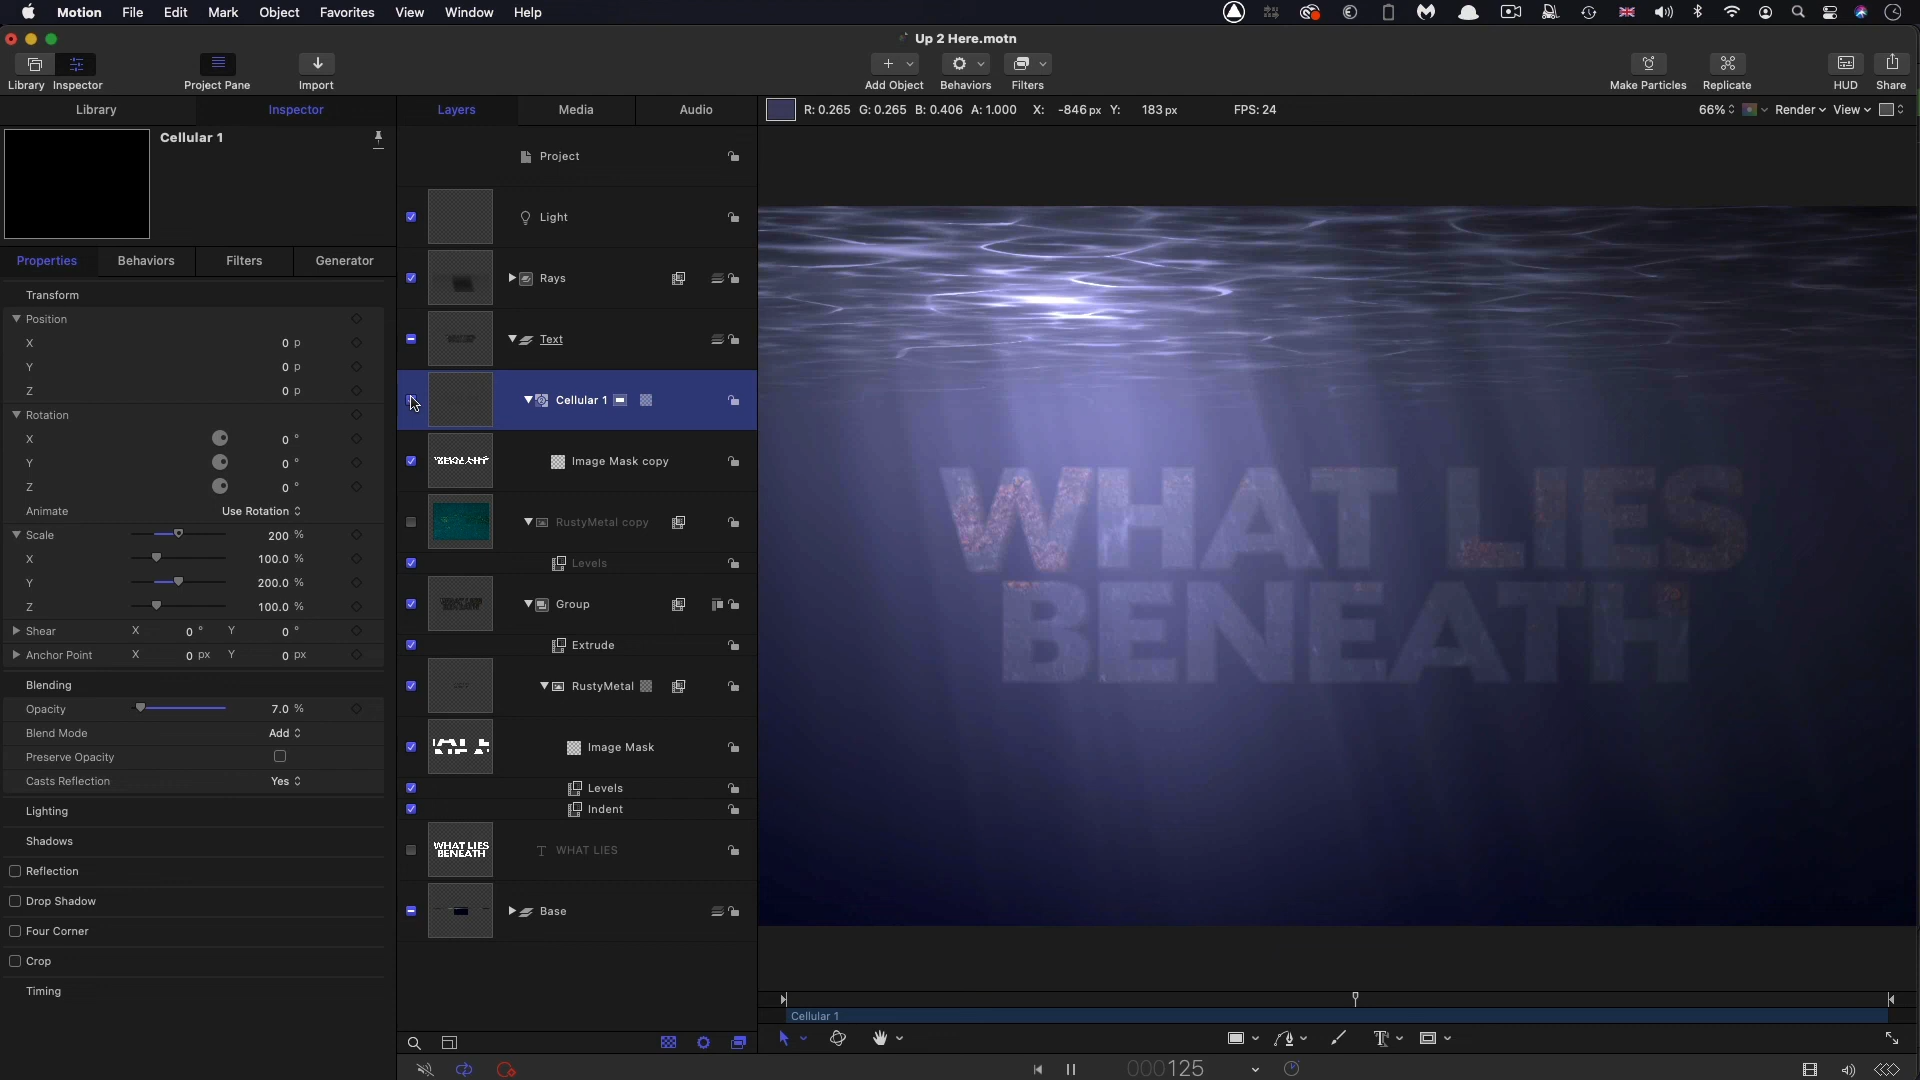 Motion File Edit Mark Object Favorites View Window Help
Up 2 Here.motn
Library Inspector Project Pane Import Add Object Behaviors Filters Make Particles Replicate HUD Share
Library Inspector Layers Media Audio R: 0.265 G: 0.265 B: 0.406 A: 1.000 X: -846 px Y: 183 px FPS: 24 66% Render View
Cellular 1
Properties Behaviors Filters Generator
Transform
Position
X 0 p
Y 0 p
Z 0 p
Rotation
X 0 °
Y 0 °
Z 0 °
Animate Use Rotation
Scale 200 %
X 100.0 %
Y 200.0 %
Z 100.0 %
Shear X 0 ° Y 0 °
Anchor Point X 0 px Y 0 px
Blending
Opacity 7.0 %
Blend Mode Add
Preserve Opacity
Casts Reflection Yes
Lighting
Shadows
Reflection
Drop Shadow
Four Corner
Crop
Timing
Project
Light
Rays
Text
Cellular 1
Image Mask copy
RustyMetal copy
Levels
Group
Extrude
RustyMetal
Image Mask
Levels
Indent
WHAT LIES
BENEATH
WHAT LIES
Base
WHAT LIES
BENEATH
Cellular 1
T
000125